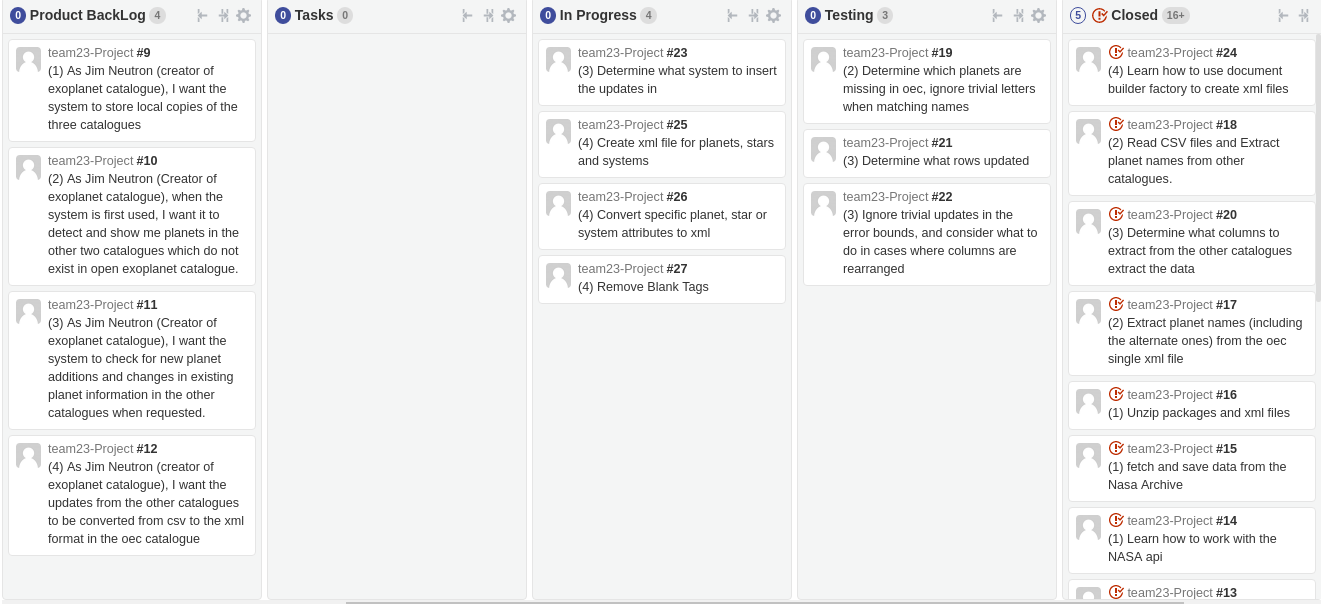 0 Product BackLog 4
team23-Project #9
(1) As Jim Neutron (creator of
exoplanet catalogue), I want the
system to store local copies of the
three catalogues
team23-Project #10
(2) As Jim Neutron (Creator of
exoplanet catalogue), when the
system is first used, I want it to
detect and show me planets in the
other two catalogues which do not
exist in open exoplanet catalogue.
team23-Project #11
(3) As Jim Neutron (Creator of
exoplanet catalogue), I want the
system to check for new planet
additions and changes in existing
planet information in the other
catalogues when requested.
team23-Project #12
(4) As Jim Neutron (creator of
exoplanet catalogue), I want the
updates from the other catalogues
to be converted from csv to the xml
format in the oec catalogue
0 Tasks 0
0 In Progress 4
team23-Project #23
(3) Determine what system to insert
the updates in
team23-Project #25
(4) Create xml file for planets, stars
and systems
team23-Project #26
(4) Convert specific planet, star or
system attributes to xml
team23-Project #27
(4) Remove Blank Tags
0 Testing 3
team23-Project #19
(2) Determine which planets are
missing in oec, ignore trivial letters
when matching names
team23-Project #21
(3) Determine what rows updated
team23-Project #22
(3) Ignore trivial updates in the
error bounds, and consider what to
do in cases where columns are
rearranged
5 Closed 16+
team23-Project #24
(4) Learn how to use document
builder factory to create xml files
team23-Project #18
(2) Read CSV files and Extract
planet names from other
catalogues.
team23-Project #20
(3) Determine what columns to
extract from the other catalogues
extract the data
team23-Project #17
(2) Extract planet names (including
the alternate ones) from the oec
single xml file
team23-Project #16
(1) Unzip packages and xml files
team23-Project #15
(1) fetch and save data from the
Nasa Archive
team23-Project #14
(1) Learn how to work with the
NASA api
team23-Project #13